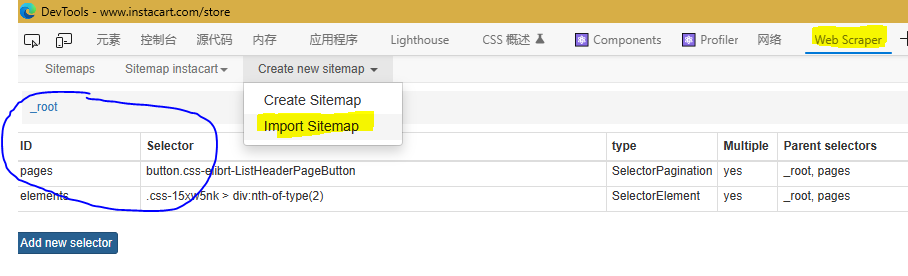 DevTools - www.instacart.com/store
元素 控制台 源代码 内存 应用程序 Lighthouse CSS 概述 Components Profiler 网络 Web Scraper
Sitemaps Sitemap instacart Create new sitemap
Create Sitemap
_root
Import Sitemap
ID Selector type Multiple Parent selectors
pages button.css-elibrt-ListHeaderPageButton SelectorPagination yes _root, pages
elements .css-15xw5nk > div:nth-of-type(2) SelectorElement yes _root, pages
Add new selector